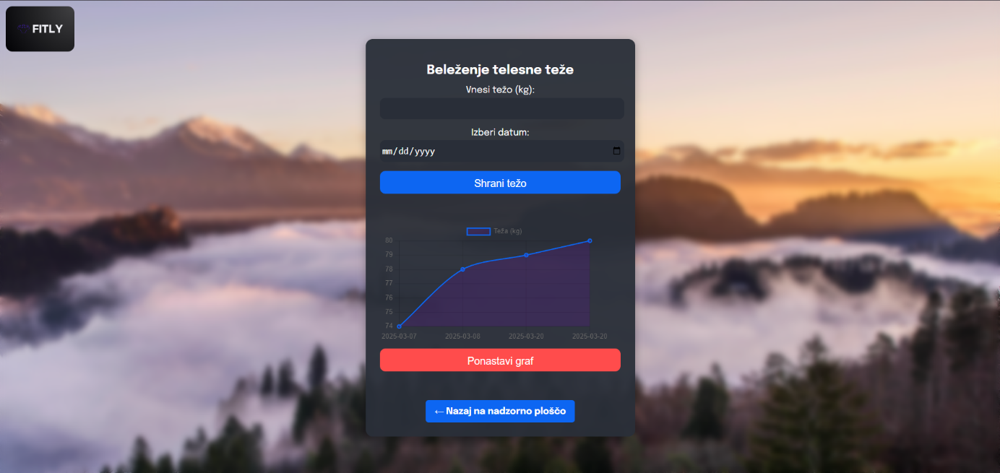 FITLY
Beleženje telesne teže
Vnesi težo (kg):
Izberi datum:
mm/dd/yyyy
Shrani težo
Teža (kg)
80
79
78
77
76
75
74
2025-03-07 2025-03-08 2025-03-20 2025-03-20
Ponastavi graf
← Nazaj na nadzorno ploščo